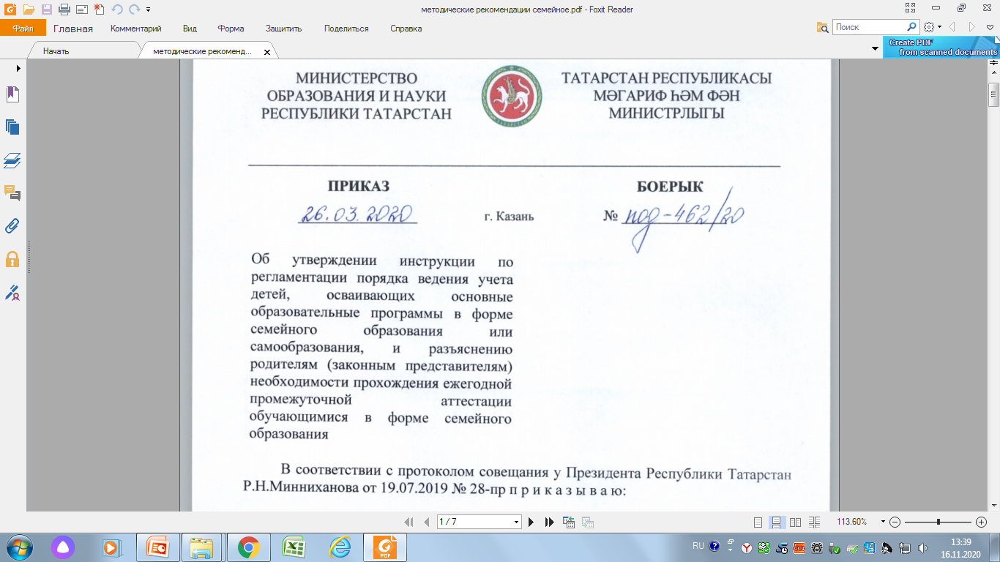 методические рекомендации семейное.pdf - Foxit Reader
Файл Главная Комментарий Вид Форма Защитить Поделиться Справка
Поиск
Начать
методические рекоменд...
Create PDF
from scanned documents
МИНИСТЕРСТВО
ОБРАЗОВАНИЯ И НАУКИ
РЕСПУБЛИКИ ТАТАРСТАН
ТАТАРСТАН
ТАТАРСТАН РЕСПУБЛИКАСЫ
МӘГАРИФ ҺӘМ ФӘН
МИНИСТРЛЫГЫ
ПРИКАЗ
БОЕРЫК
26.03.2020
г. Казань
№ под-462/20
Об утверждении инструкции по
регламентации порядка ведения учета
детей, осваивающих основные
образовательные программы в форме
семейного образования или
самообразования, и разъяснению
родителям (законным представителям)
необходимости прохождения ежегодной
промежуточной аттестации
обучающимися в форме семейного
образования
В соответствии с протоколом совещания у Президента Республики Татарстан
Р.Н.Минниханова от 19.07.2019 № 28-пр п р и к а з ы в а ю:
1 / 7
113.60%
RU
13:39
16.11.2020
PDF